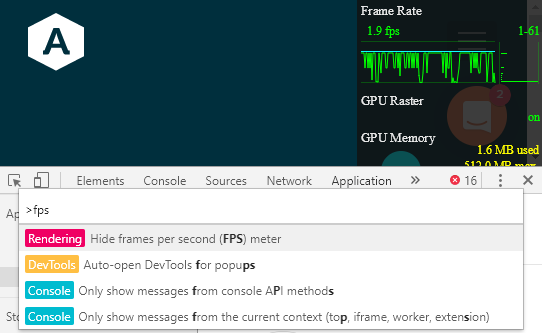 A
Frame Rate
1.9 fps 1-61
2
GPU Raster
on
GPU Memory
1.6 MB used
512.0 MB max
Elements Console Sources Network Application » 16
>fps
Rendering Hide frames per second (FPS) meter
DevTools Auto-open DevTools for popups
Console Only show messages from console API methods
Console Only show messages from the current context (top, iframe, worker, extension)